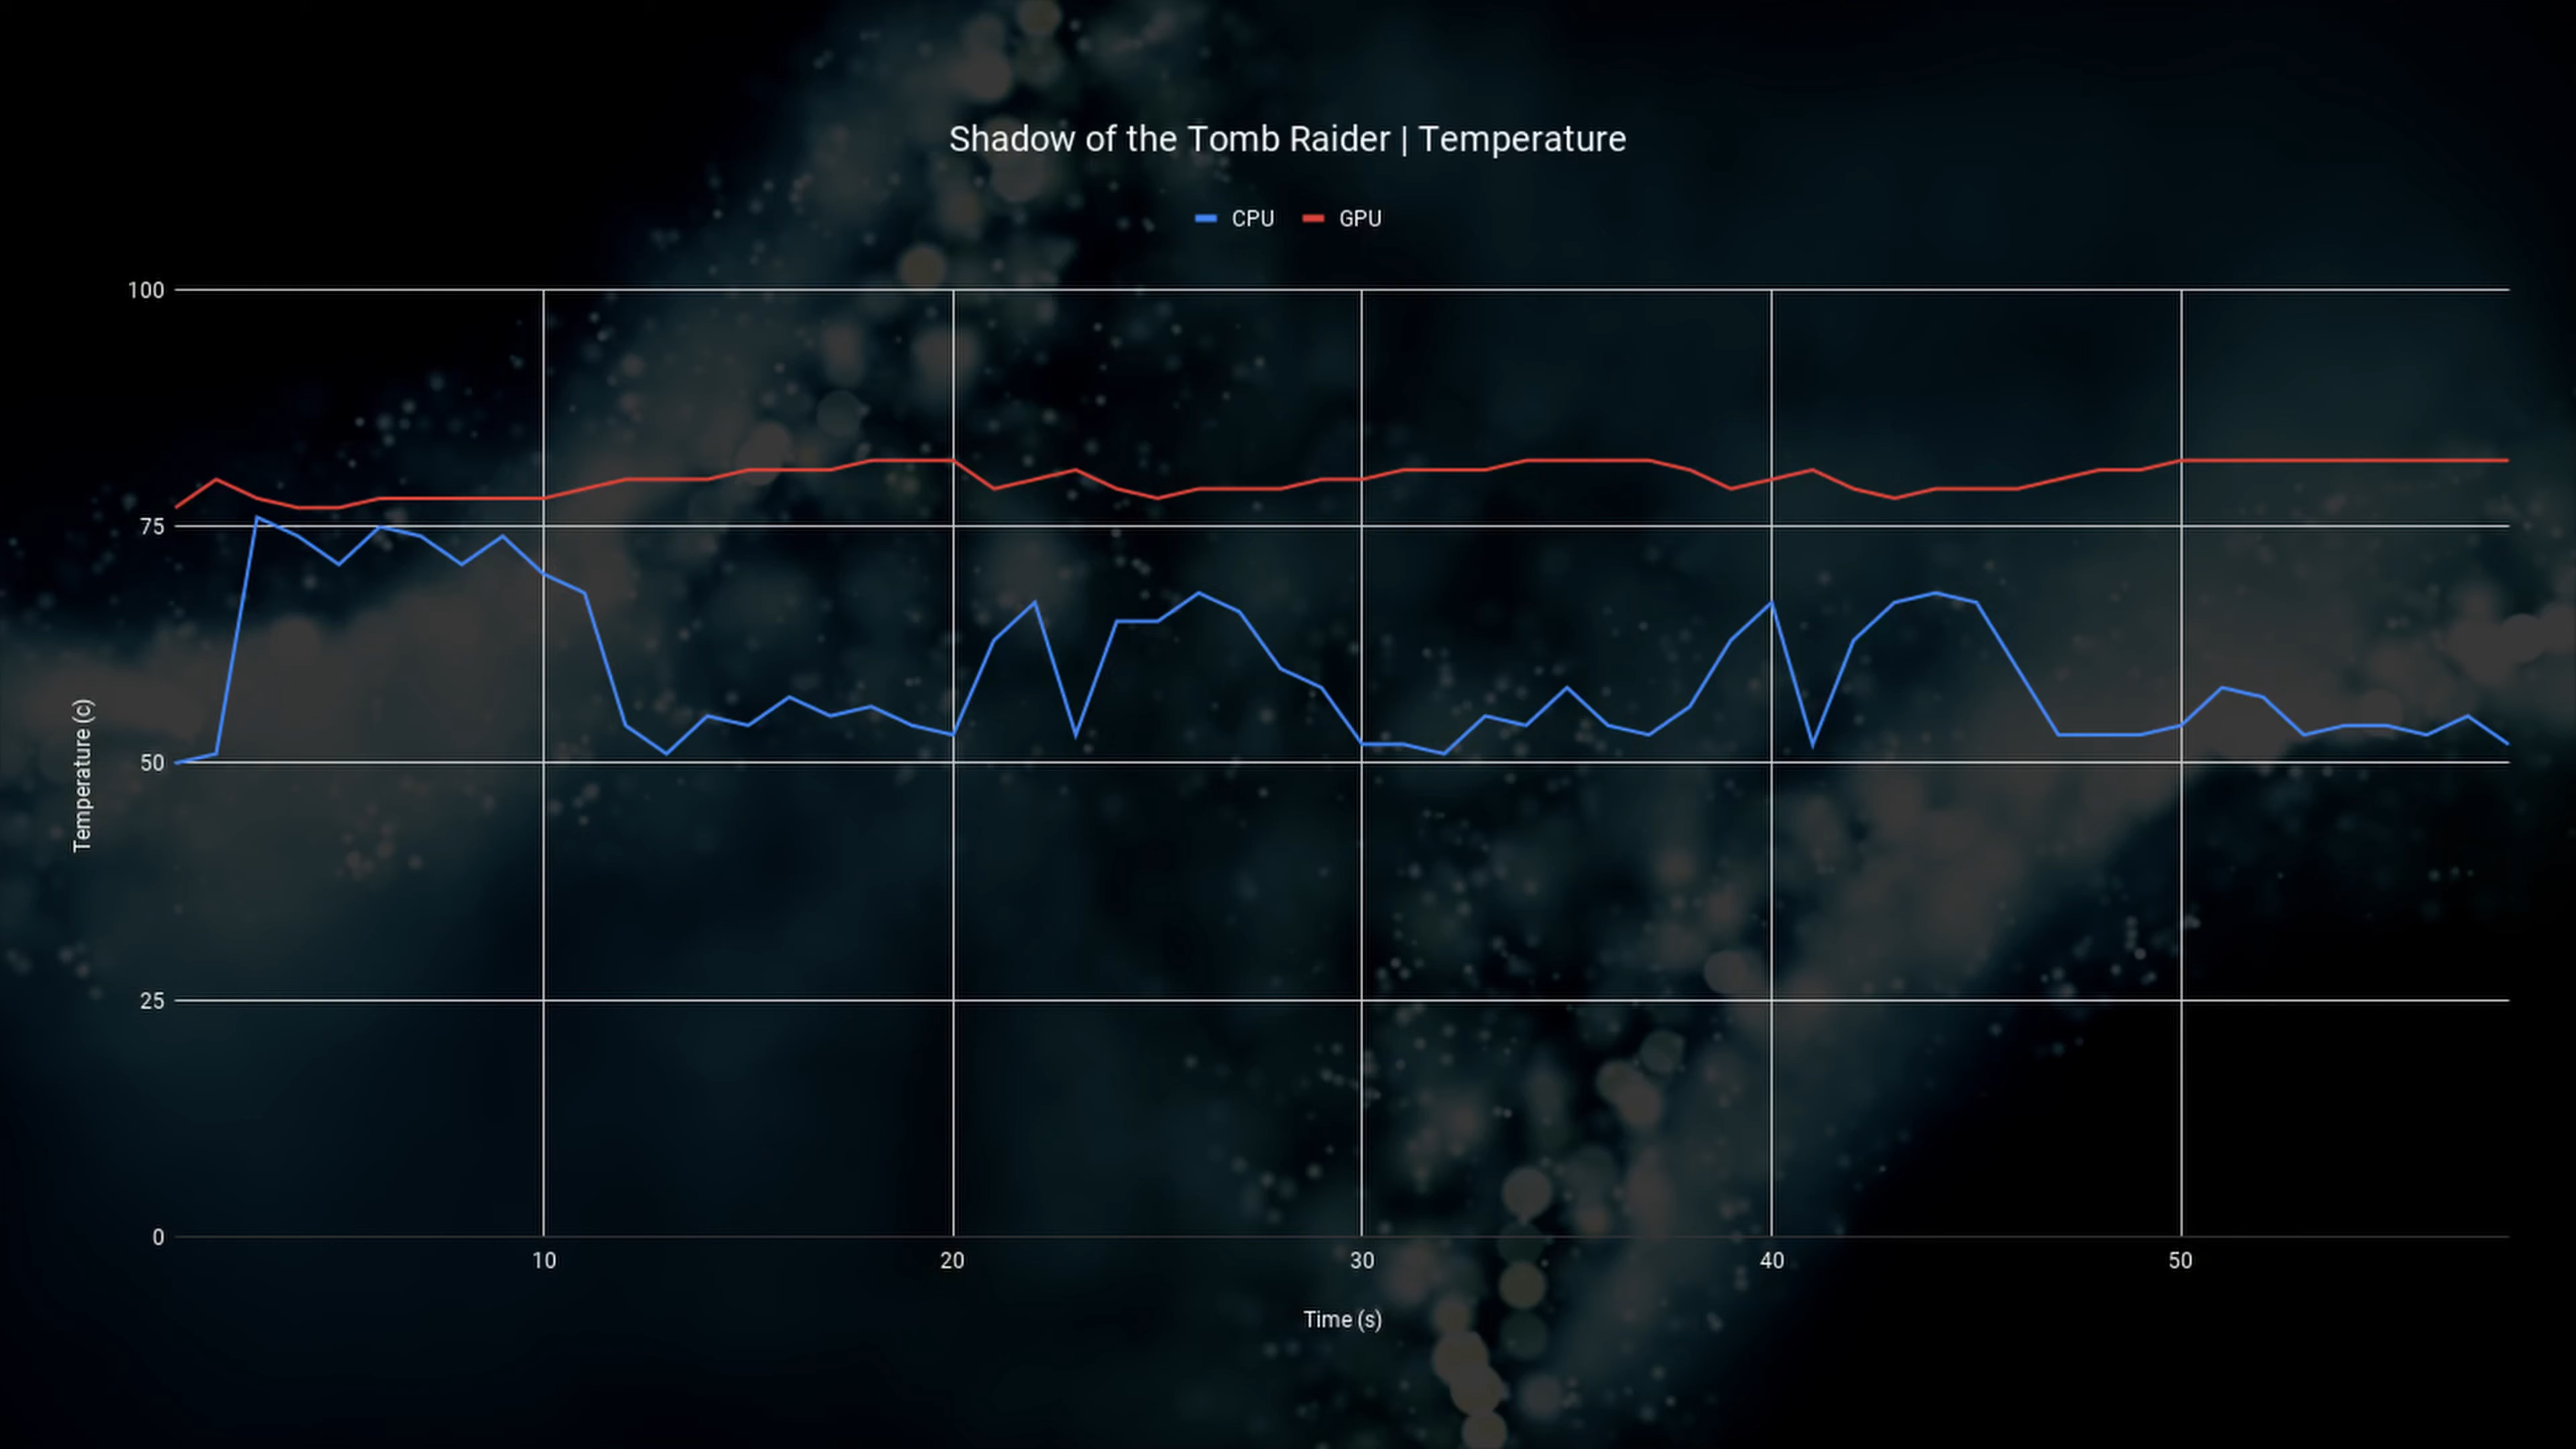 Shadow of the Tomb Raider | Temperature
CPU GPU
100
75
50
25
0
Temperature (c)
10 20 30 40 50
Time (s)